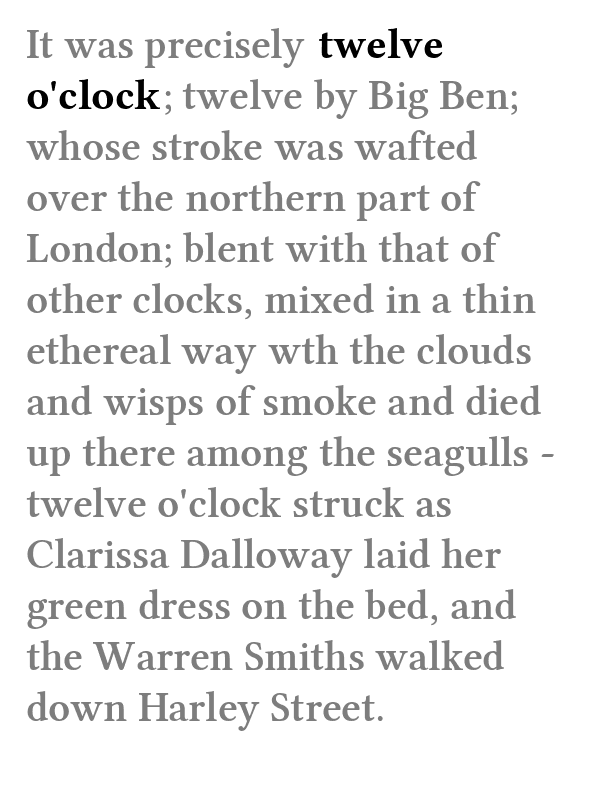 It was precisely twelve
o'clock; twelve by Big Ben;
whose stroke was wafted
over the northern part of
London; blent with that of
other clocks, mixed in a thin
ethereal way wth the clouds
and wisps of smoke and died
up there among the seagulls -
twelve o'clock struck as
Clarissa Dalloway laid her
green dress on the bed, and
the Warren Smiths walked
down Harley Street.